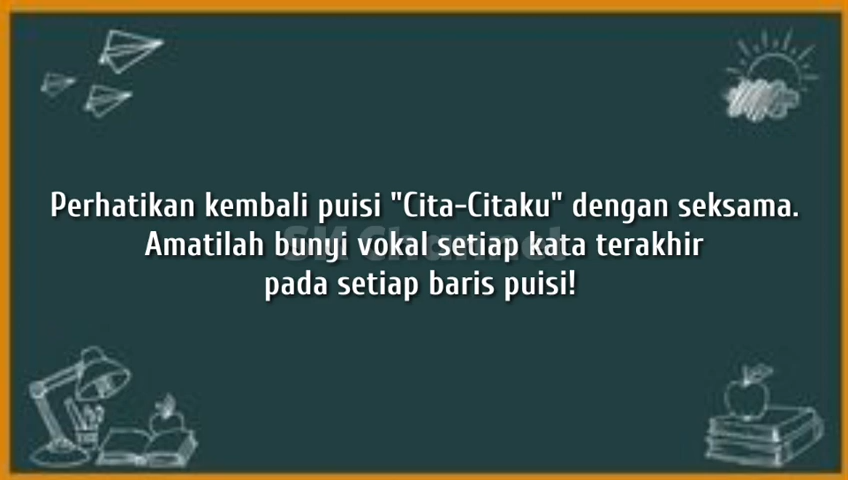 Perhatikan kembali puisi "Cita-Citaku" dengan seksama.
Amatilah bunyi vokal setiap kata terakhir
pada setiap baris puisi!